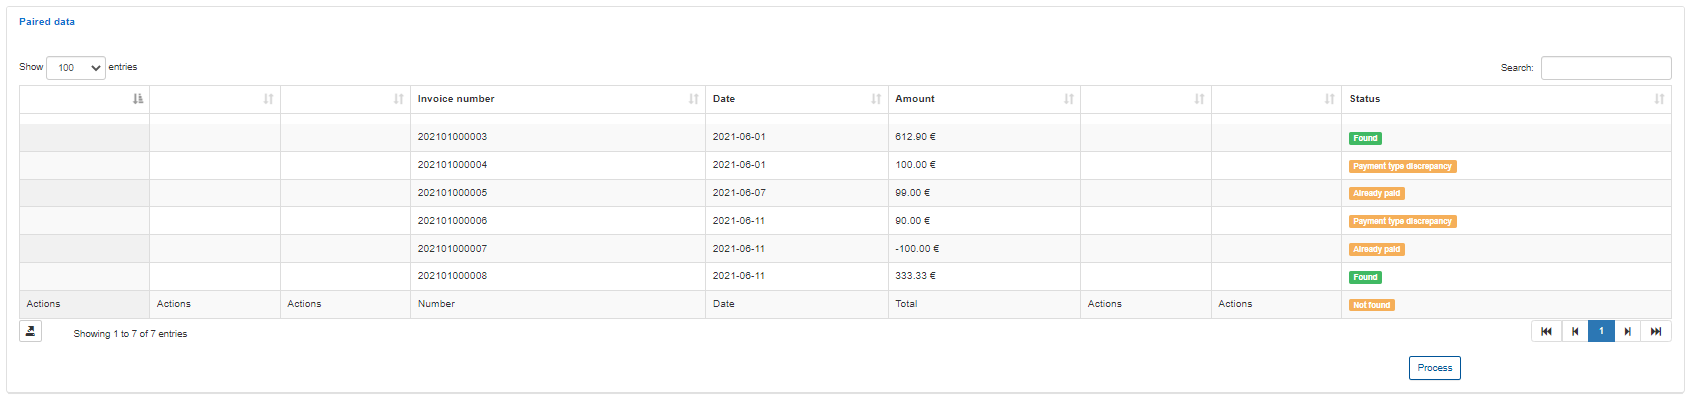 Paired data
Show 100 entries Search:
Invoice number Date Amount Status
202101000003 2021-06-01 612.90 € Found
202101000004 2021-06-01 100.00 € Payment type discrepancy
202101000005 2021-06-07 99.00 € Already paid
202101000006 2021-06-11 90.00 € Payment type discrepancy
202101000007 2021-06-11 -100.00 € Already paid
202101000008 2021-06-11 333.33 € Found
Actions Actions Actions Number Date Total Actions Actions Not found
Showing 1 to 7 of 7 entries 1
Process